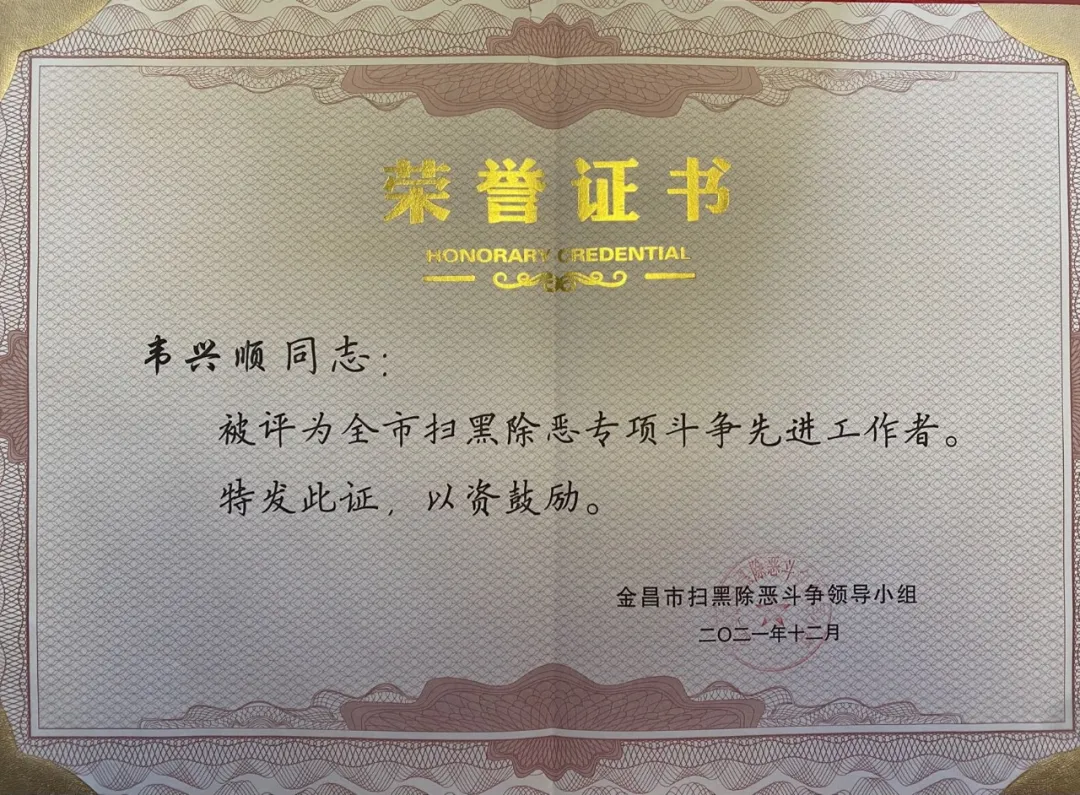 荣誉证书
HONORARY CREDENTIAL
韦兴顺同志：
被评为全市扫黑除恶专项斗争先进工作者。
特发此证，以资鼓励。
金昌市扫黑除恶斗争领导小组
二〇二一年十二月
除恶斗